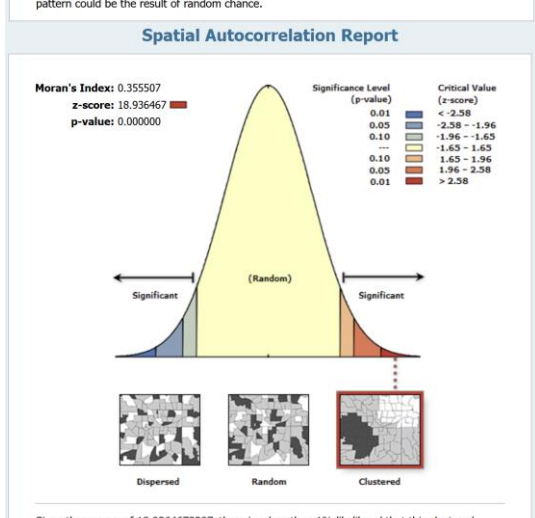 pattern could be the result of random chance.
Spatial Autocorrelation Report
Moran's Index: 0.355507
z-score: 18.936467
p-value: 0.000000
Significance Level Critical Value
(p-value) (z-score)
0.01 < -2.58
0.05 -2.58 - -1.96
0.10 -1.96 - -1.65
--- -1.65 - 1.65
0.10 1.65 - 1.96
0.05 1.96 - 2.58
0.01 > 2.58
(Random)
Significant Significant
Dispersed Random Clustered